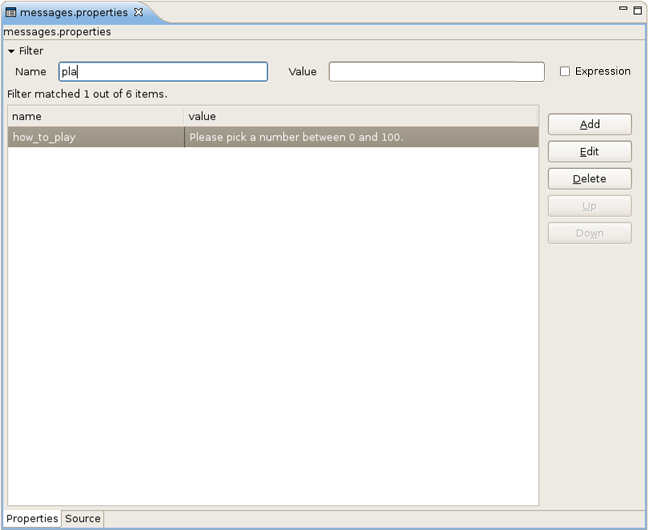 messages.properties
messages.properties
Filter
Name pla Value Expression
Filter matched 1 out of 6 items.
name value
how_to_play Please pick a number between 0 and 100.
Add
Edit
Delete
Up
Down
Properties Source